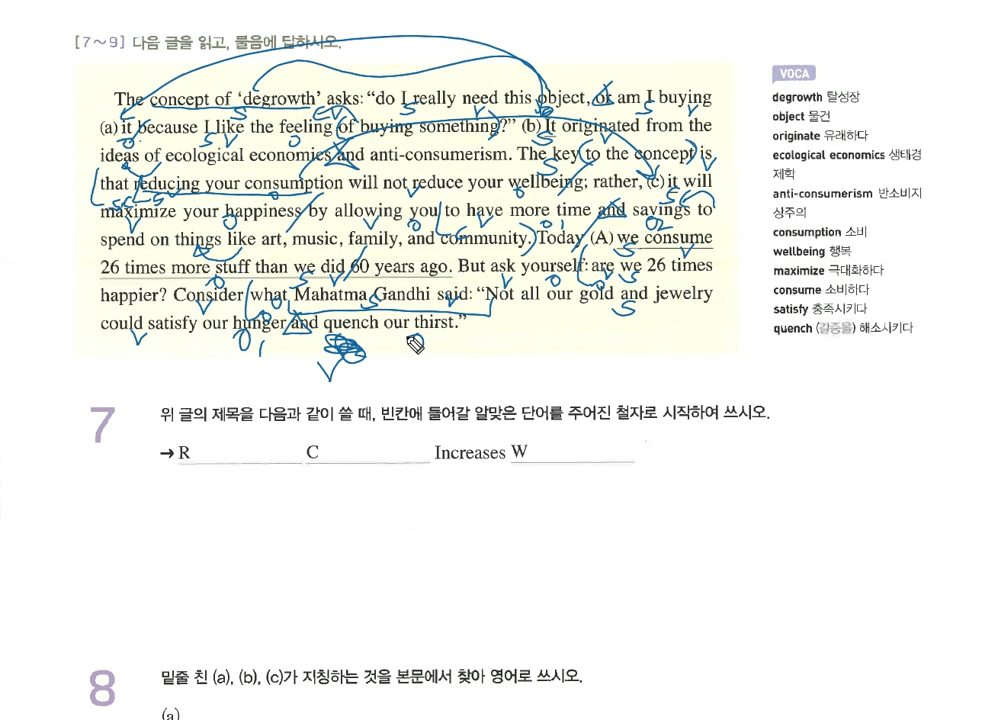 [7~9] 다음 글을 읽고, 물음에 답하시오.
The concept of ‘degrowth’ asks: “do I really need this object, or am I buying
(a) it because I like the feeling of buying something?” (b) It originated from the
ideas of ecological economies and anti-consumerism. The key to the concept is
that reducing your consumption will not reduce your wellbeing; rather, (c) it will
maximize your happiness by allowing you to have more time and savings to
spend on things like art, music, family, and community. Today (A) we consume
26 times more stuff than we did 60 years ago. But ask yourself: are we 26 times
happier? Consider what Mahatma Gandhi said: “Not all our gold and jewelry
could satisfy our hunger and quench our thirst.”
VOCA
degrowth 탈성장
object 물건
originate 유래하다
ecological economics 생태경
제학
anti-consumerism 반소비지
상주의
consumption 소비
wellbeing 행복
maximize 극대화하다
consume 소비하다
satisfy 충족시키다
quench (갈증을) 해소시키다
7
위 글의 제목을 다음과 같이 쓸 때, 빈칸에 들어갈 알맞은 단어를 주어진 철자로 시작하여 쓰시오.
→ R C Increases W
8
밑줄 친 (a), (b), (c)가 지칭하는 것을 본문에서 찾아 영어로 쓰시오.
(a)